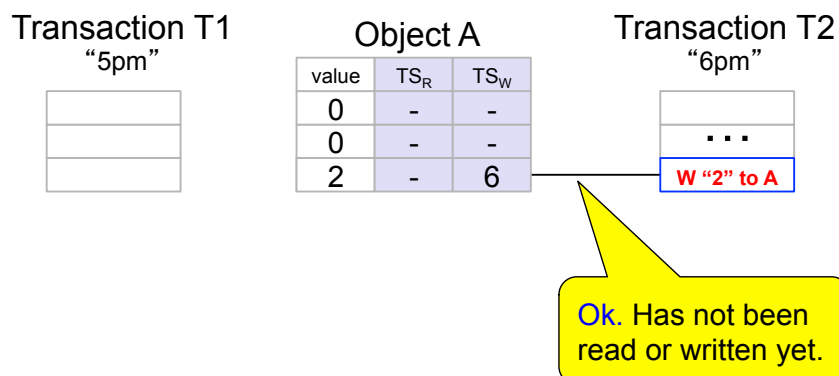 Transaction T1
“5pm”
Object A
Transaction T2
“6pm”
value TSR TSW
0 - -
0 - -
2 - 6
...
W “2” to A
Ok. Has not been
read or written yet.